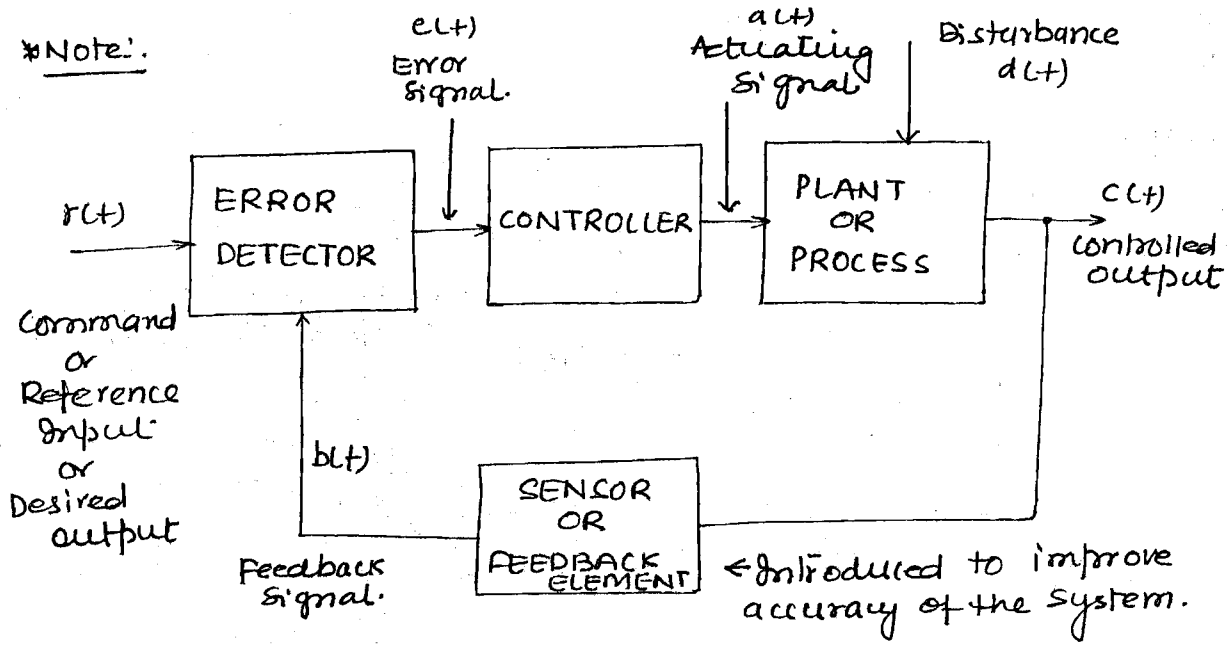 *Note:.
e(t)
Error
Signal.
a(t)
Actuating
Signal
Disturbance
d(t)
r(t)
Command
or
Reference
Input
or
Desired
output
ERROR
DETECTOR
CONTROLLER
PLANT
OR
PROCESS
c(t)
Controlled
output
b(t)
Feedback
Signal.
SENSOR
OR
FEEDBACK
ELEMENT
←Introduced to improve
accuracy of the system.